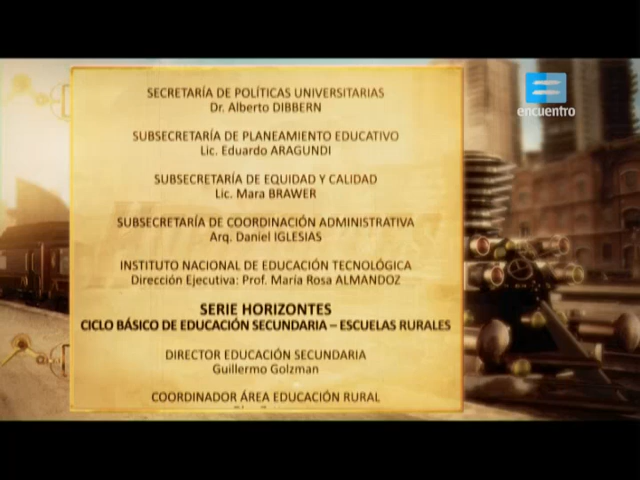 SECRETARÍA DE POLÍTICAS UNIVERSITARIAS
Dr. Alberto DIBBERN
encuentro
SUBSECRETARÍA DE PLANEAMIENTO EDUCATIVO
Lic. Eduardo ARAGUNDI
SUBSECRETARÍA DE EQUIDAD Y CALIDAD
Lic. Mara BRAWER
SUBSECRETARÍA DE COORDINACIÓN ADMINISTRATIVA
Arq. Daniel IGLESIAS
INSTITUTO NACIONAL DE EDUCACIÓN TECNOLÓGICA
Dirección Ejecutiva: Prof. María Rosa ALMANDOZ
SERIE HORIZONTES
CICLO BÁSICO DE EDUCACIÓN SECUNDARIA – ESCUELAS RURALES
DIRECTOR EDUCACIÓN SECUNDARIA
Guillermo Golzman
COORDINADOR ÁREA EDUCACIÓN RURAL